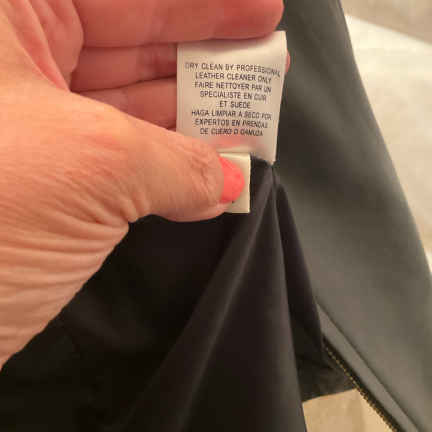 DRY CLEAN BY PROFESSIONAL
LEATHER CLEANER ONLY
FAIRE NETTOYER PAR UN
SPECIALISTE EN CUIR
ET SUEDE
HAGA LIMPIAR A SECO POR
EXPERTOS EN PRENDAS
DE CUERO O GAMUZA